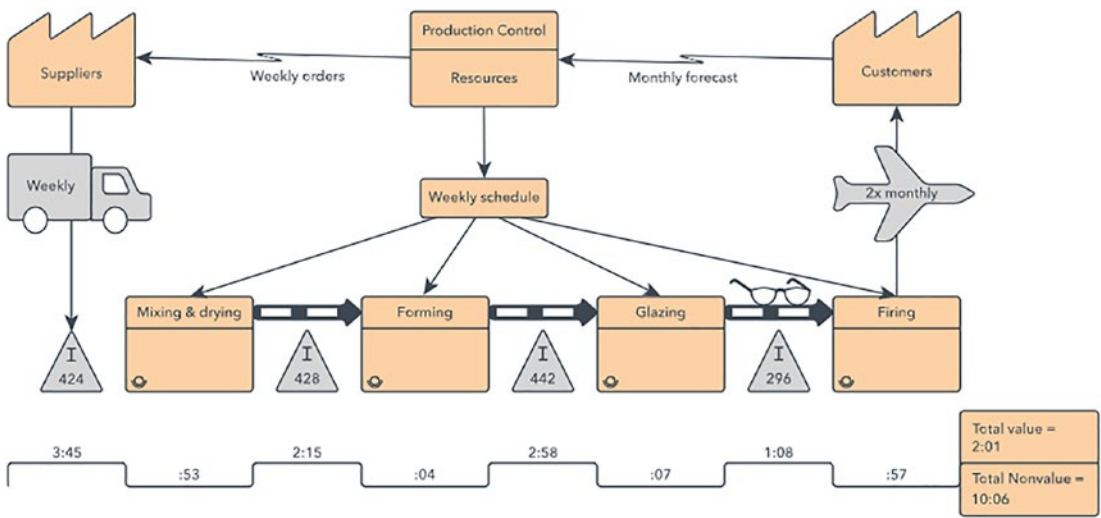 Production Control
Suppliers
Resources
Customers
Weekly orders
Monthly forecast
Weekly
Weekly schedule
2x monthly
Mixing & drying
Forming
Glazing
Firing
I
424
I
428
I
442
I
296
3:45
:53
2:15
:04
2:58
:07
1:08
:57
Total value =
2:01
Total Nonvalue =
10:06